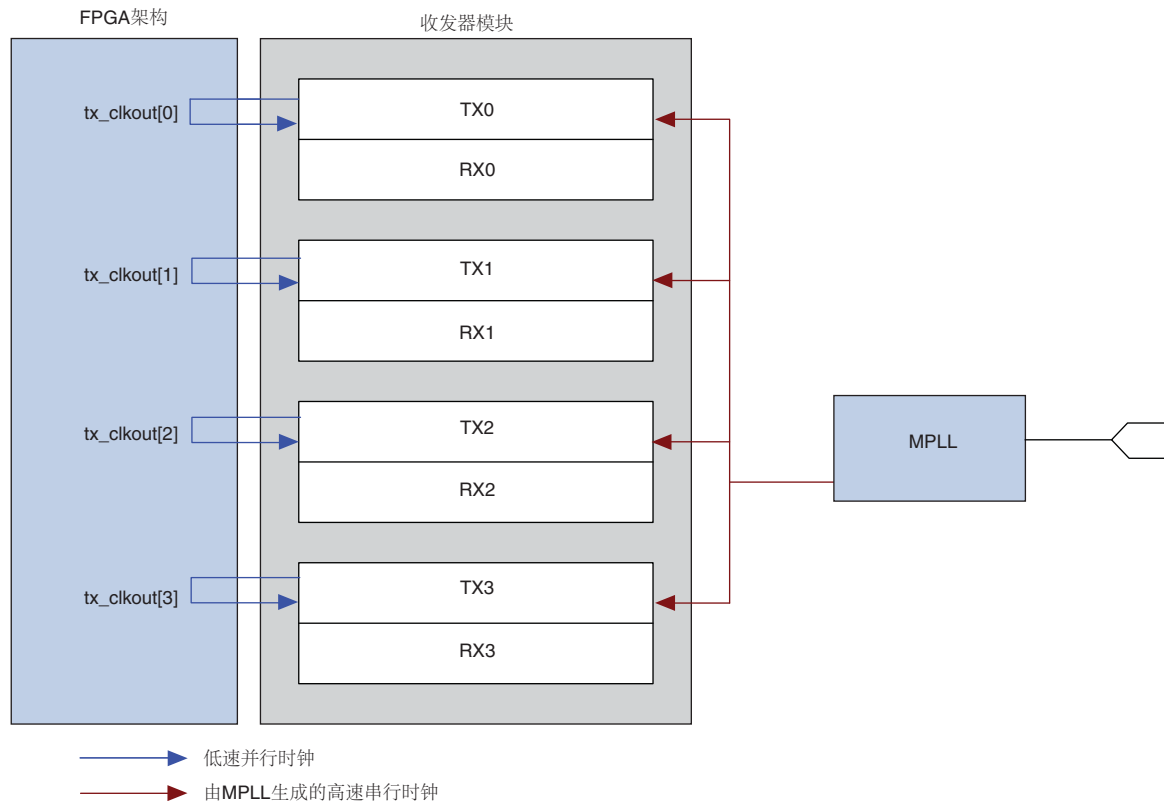 FPGA架构
收发器模块
tx_clkout[0]
TX0
RX0
tx_clkout[1]
TX1
RX1
tx_clkout[2]
TX2
RX2
MPLL
tx_clkout[3]
TX3
RX3
低速并行时钟
由MPLL生成的高速串行时钟